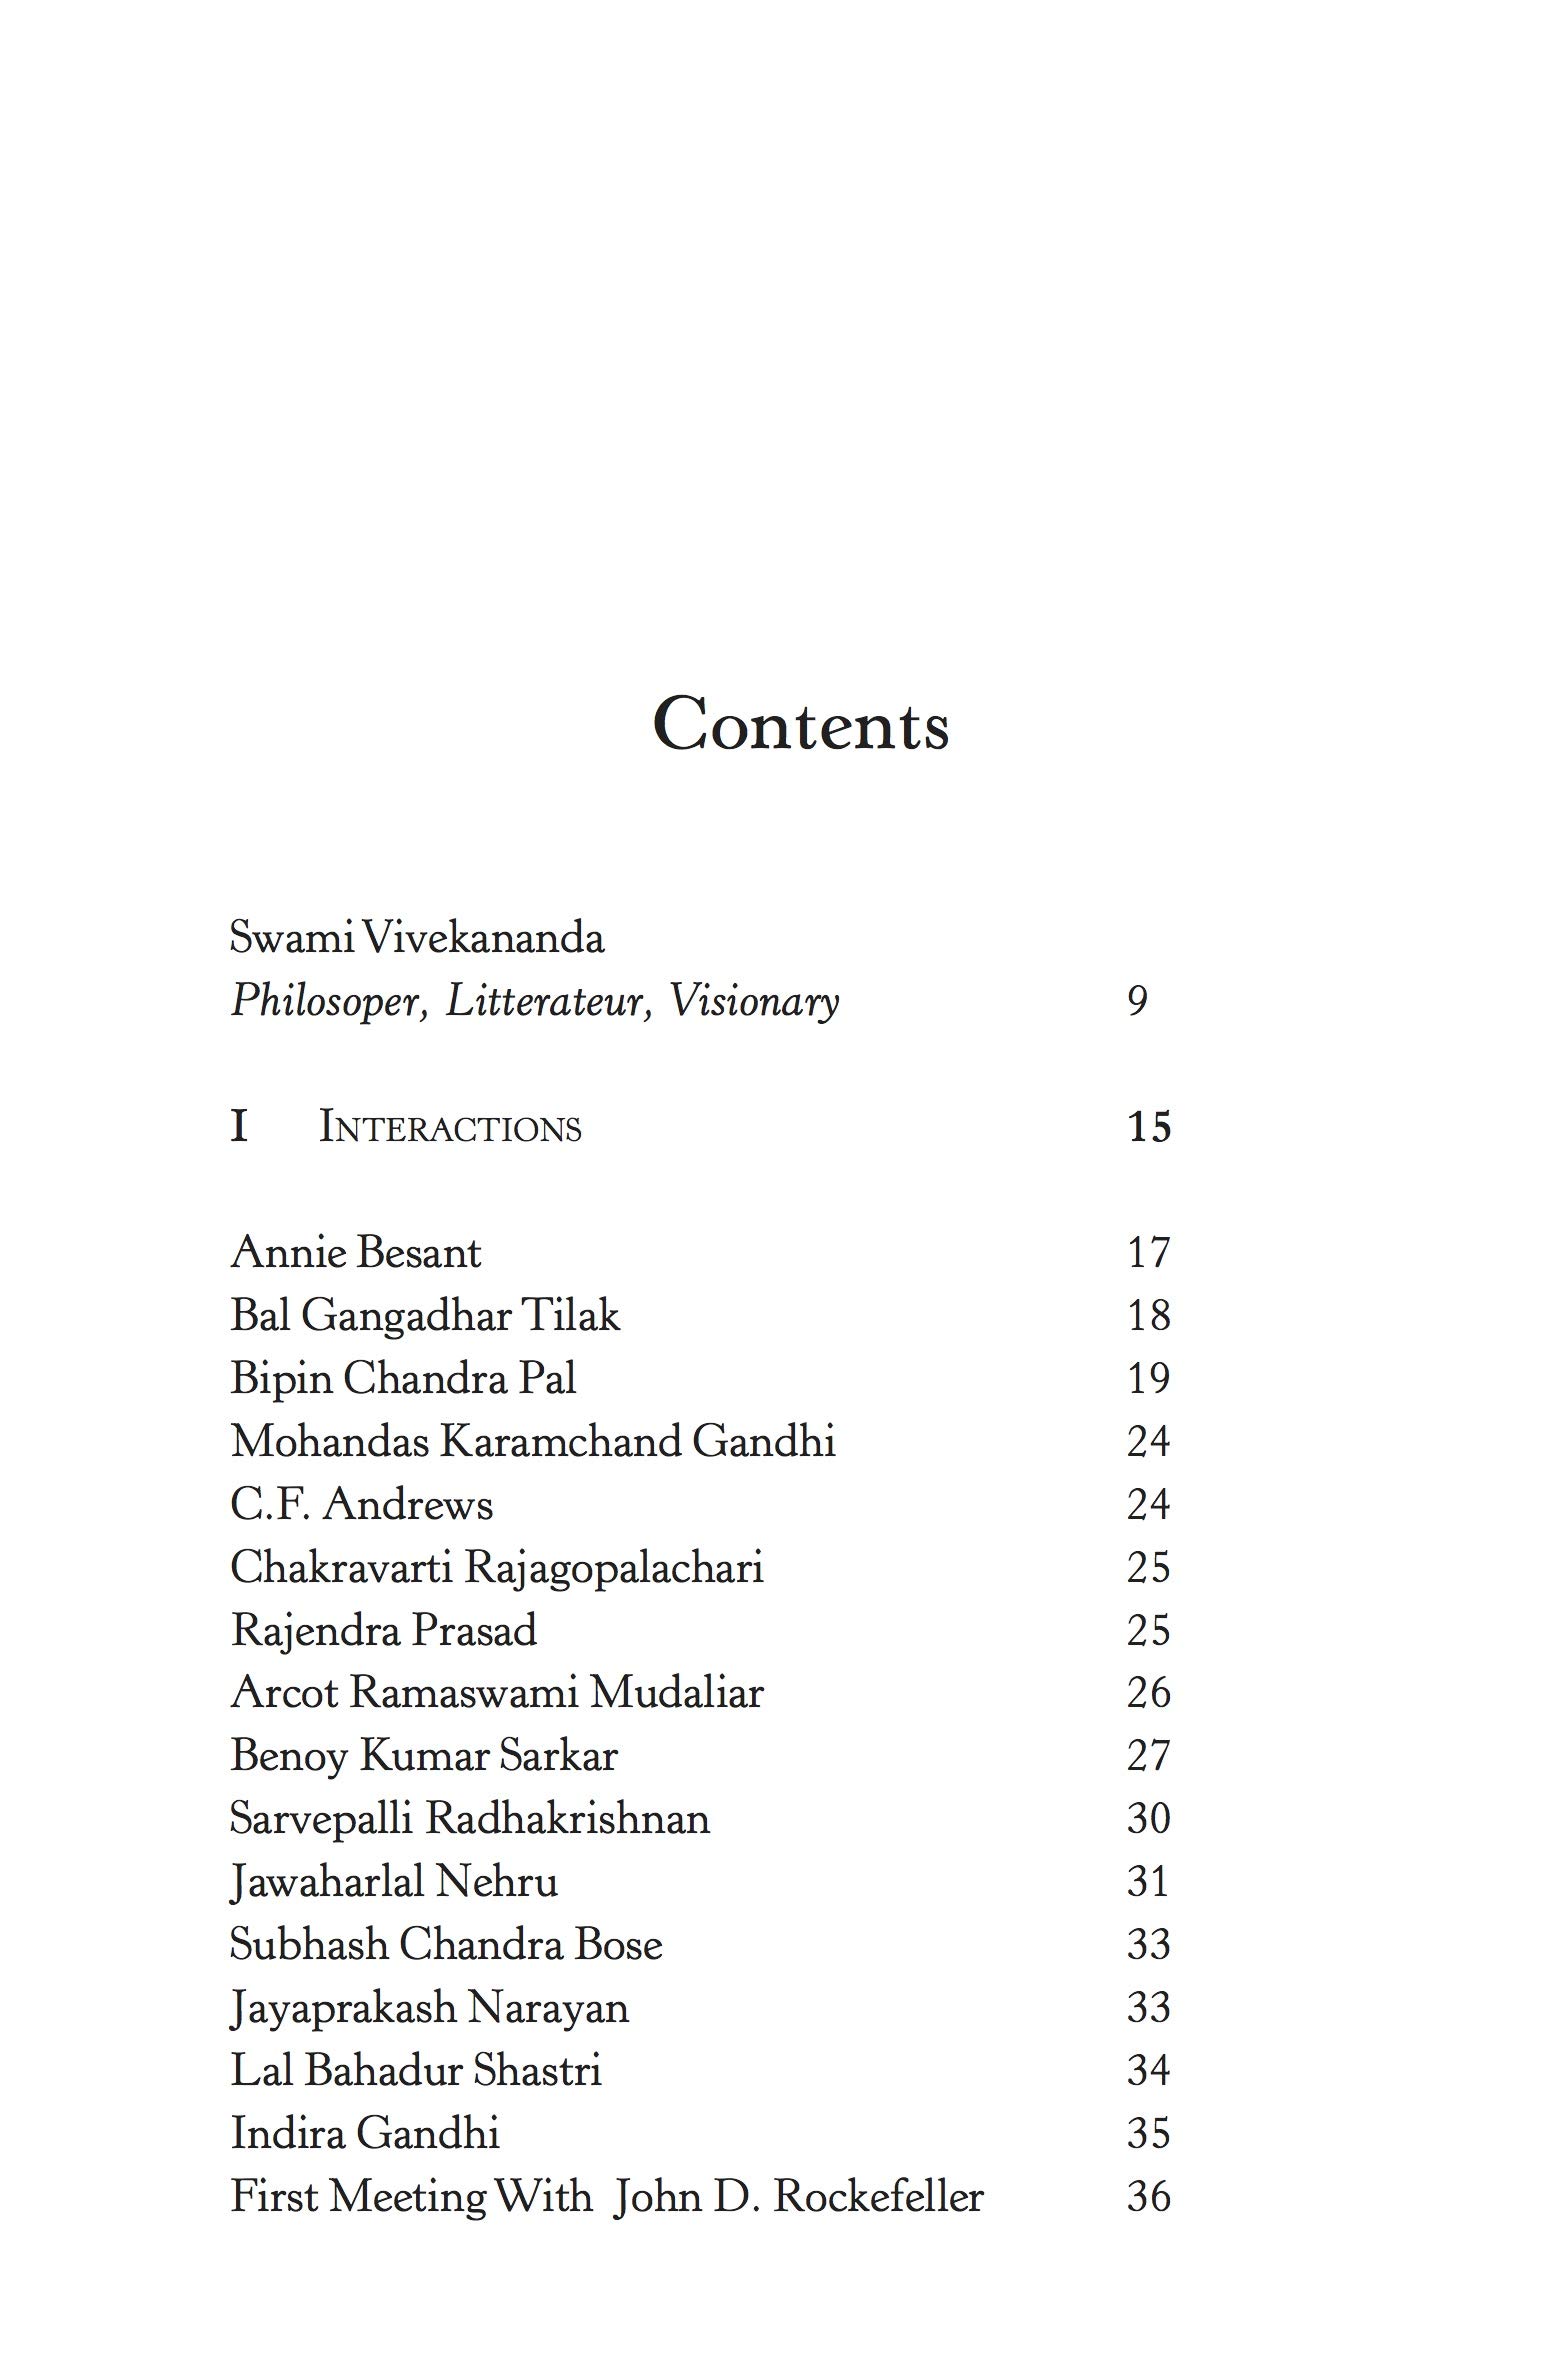 Contents
Swami Vivekananda
Philosoper, Litterateur, Visionary 9
I INTERACTIONS 15
Annie Besant 17
Bal Gangadhar Tilak 18
Bipin Chandra Pal 19
Mohandas Karamchand Gandhi 24
C.F. Andrews 24
Chakravarti Rajagopalachari 25
Rajendra Prasad 25
Arcot Ramaswami Mudaliar 26
Benoy Kumar Sarkar 27
Sarvepalli Radhakrishnan 30
Jawaharlal Nehru 31
Subhash Chandra Bose 33
Jayaprakash Narayan 33
Lal Bahadur Shastri 34
Indira Gandhi 35
First Meeting With John D. Rockefeller 36